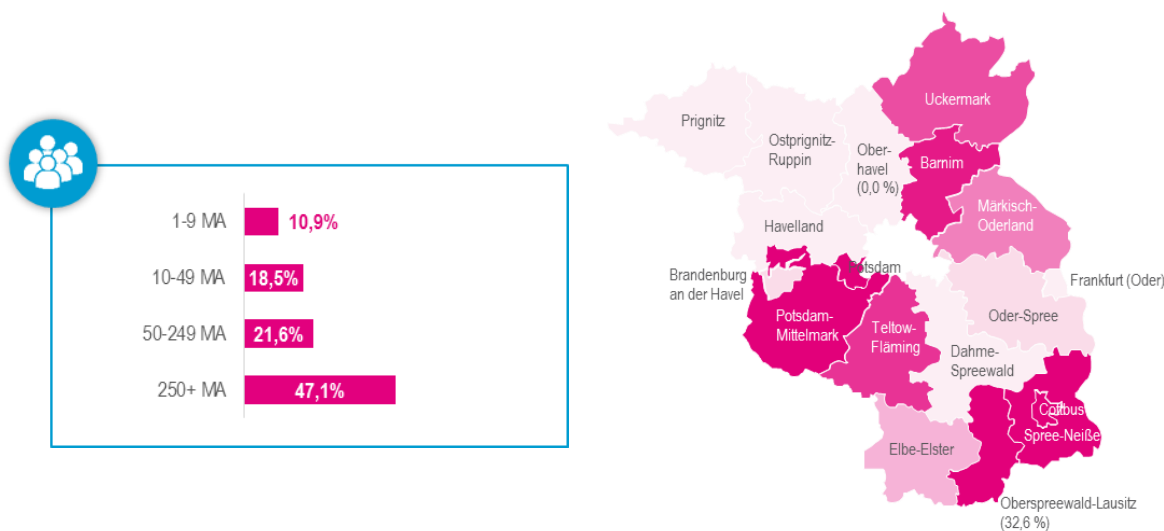 1-9 MA
10,9%
10-49 MA
18,5%
50-249 MA
21,6%
250+ MA
47,1%
Uckermark
Prignitz
Ostprignitz-
Ruppin
Ober-
havel
(0,0 %)
Barnim
Märkisch-
Oderland
Havelland
Brandenburg
an der Havel
Potsdam
Frankfurt (Oder)
Potsdam-
Mittelmark
Teltow-
Fläming
Oder-Spree
Dahme-
Spreewald
Cottbus
Spree-Neiße
Elbe-Elster
Oberspreewald-Lausitz
(32,6 %)